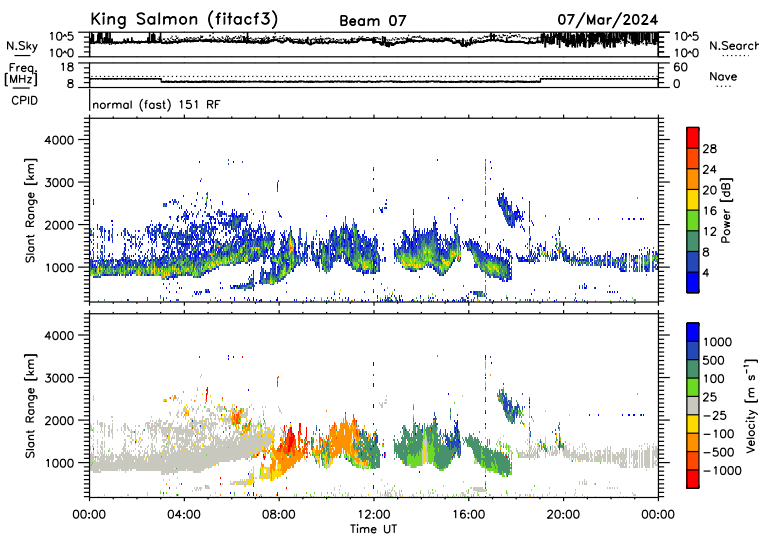 King Salmon (fitacf3) Beam 07 07/Mar/2024
N.Sky 10^5 10^0 10^5 10^0 N.Search
Freq. [MHz] 18 8 60 0 Nave
CPID normal (fast) 151 RF
Slant Range [km] 4000 3000 2000 1000
Power [dB] 28 24 20 16 12 8 4
Slant Range [km] 4000 3000 2000 1000
Velocity [m s⁻¹] 1000 500 100 25 −25 −100 −500 −1000
00:00 04:00 08:00 12:00 16:00 20:00 00:00
Time UT